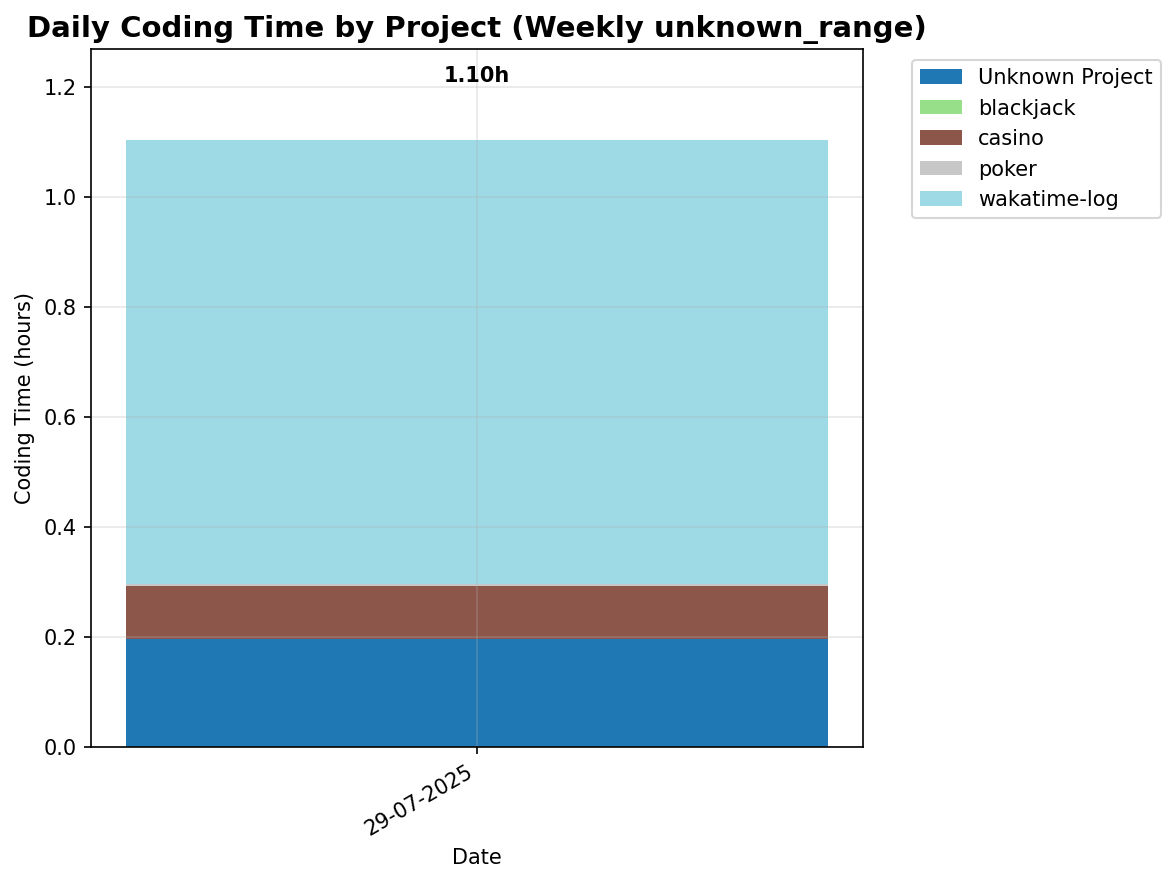 Daily Coding Time by Project (Weekly unknown_range)
1.10h
Unknown Project
blackjack
casino
poker
wakatime-log
Coding Time (hours)
1.2
1.0
0.8
0.6
0.4
0.2
0.0
29-07-2025
Date